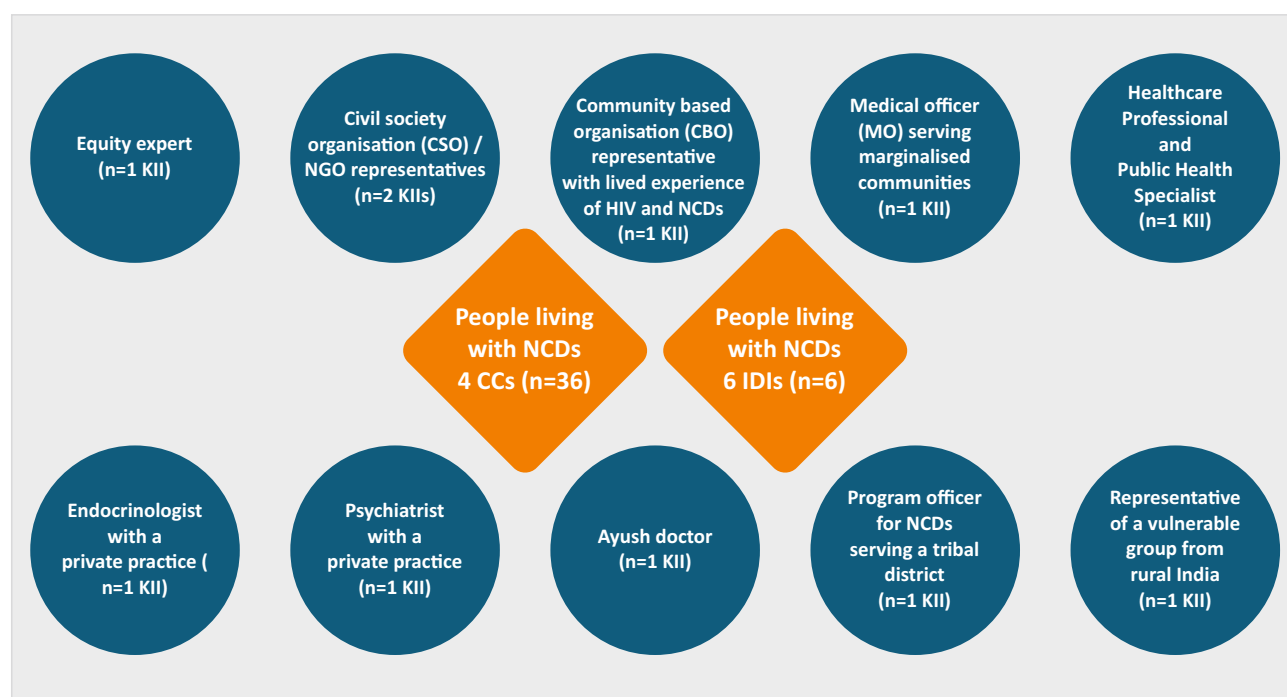 Equity expert
(n=1 KII)
Civil society
organisation (CSO) /
NGO representatives
(n=2 KIIs)
Community based
organisation (CBO)
representative
with lived experience
of HIV and NCDs
(n=1 KII)
Medical officer
(MO) serving
marginalised
communities
(n=1 KII)
Healthcare
Professional
and
Public Health
Specialist
(n=1 KII)
People living
with NCDs
4 CCs (n=36)
People living
with NCDs
6 IDIs (n=6)
Endocrinologist
with a
private practice (
n=1 KII)
Psychiatrist
with a
private practice
(n=1 KII)
Ayush doctor
(n=1 KII)
Program officer
for NCDs
serving a tribal
district
(n=1 KII)
Representative
of a vulnerable
group from
rural India
(n=1 KII)